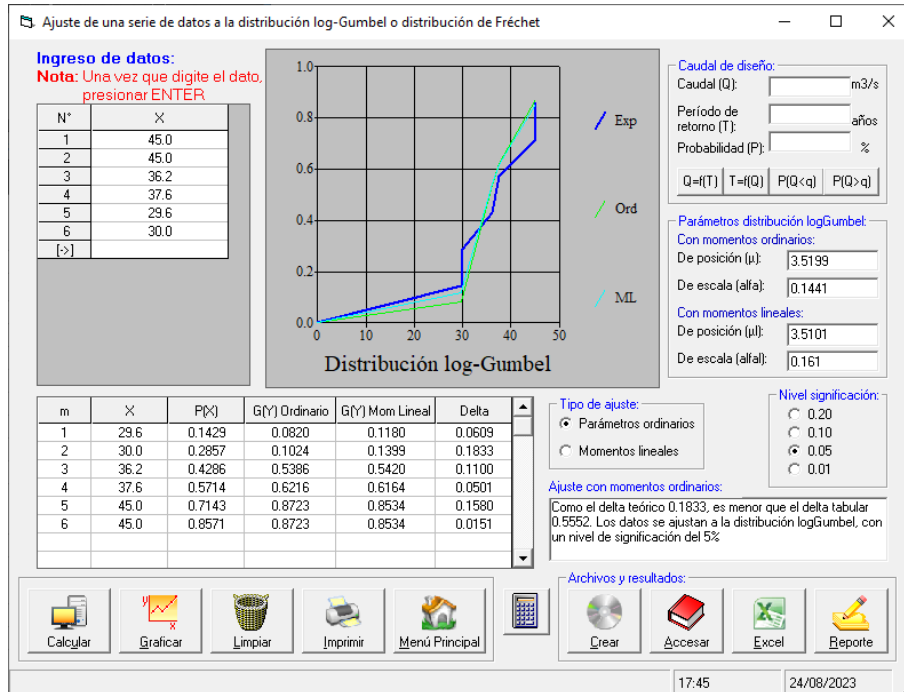 Ajuste de una serie de datos a la distribución log-Gumbel o distribución de Fréchet
Ingreso de datos:
Nota: Una vez que digite el dato,
presionar ENTER
N° X
1 45.0
2 45.0
3 36.2
4 37.6
5 29.6
6 30.0
[->]
1.0
0.8
0.6
0.4
0.2
0.0
0 10 20 30 40 50
Exp
Ord
ML
Distribución log-Gumbel
Caudal de diseño:
Caudal (Q): m3/s
Período de
retorno (T): años
Probabilidad (P): %
Q=f(T) T=f(Q) P(Q<q) P(Q>q)
Parámetros distribución logGumbel:
Con momentos ordinarios:
De posición (µ): 3.5199
De escala (alfa): 0.1441
Con momentos lineales:
De posición (µl): 3.5101
De escala (alfal): 0.161
m X P(X) G(Y) Ordinario G(Y) Mom Lineal Delta
1 29.6 0.1429 0.0820 0.1180 0.0609
2 30.0 0.2857 0.1024 0.1399 0.1833
3 36.2 0.4286 0.5386 0.5420 0.1100
4 37.6 0.5714 0.6216 0.6164 0.0501
5 45.0 0.7143 0.8723 0.8534 0.1580
6 45.0 0.8571 0.8723 0.8534 0.0151
Tipo de ajuste:
Parámetros ordinarios
Momentos lineales
Nivel significación:
0.20
0.10
0.05
0.01
Ajuste con momentos ordinarios:
Como el delta teórico 0.1833, es menor que el delta tabular
0.5552. Los datos se ajustan a la distribución logGumbel, con
un nivel de significación del 5%
Calcular Graficar Limpiar Imprimir Menú Principal
Archivos y resultados:
Crear Accesar Excel Reporte
17:45 24/08/2023